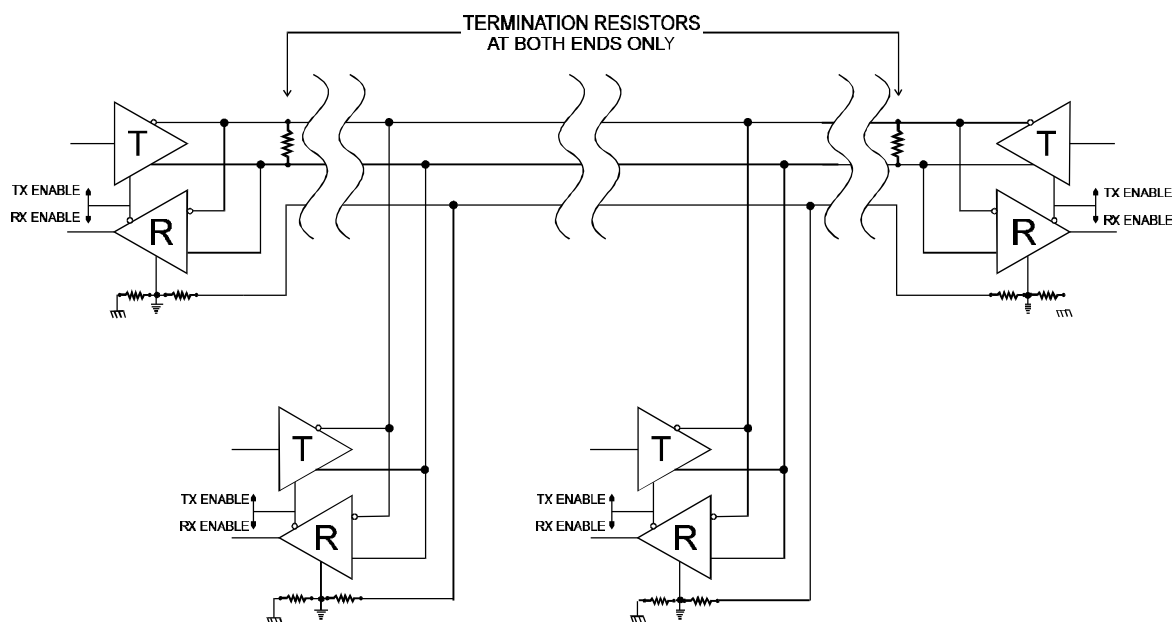 TERMINATION RESISTORS
AT BOTH ENDS ONLY
T
T
TX ENABLE
RX ENABLE
TX ENABLE
RX ENABLE
R
R
T
T
TX ENABLE
RX ENABLE
TX ENABLE
RX ENABLE
R
R